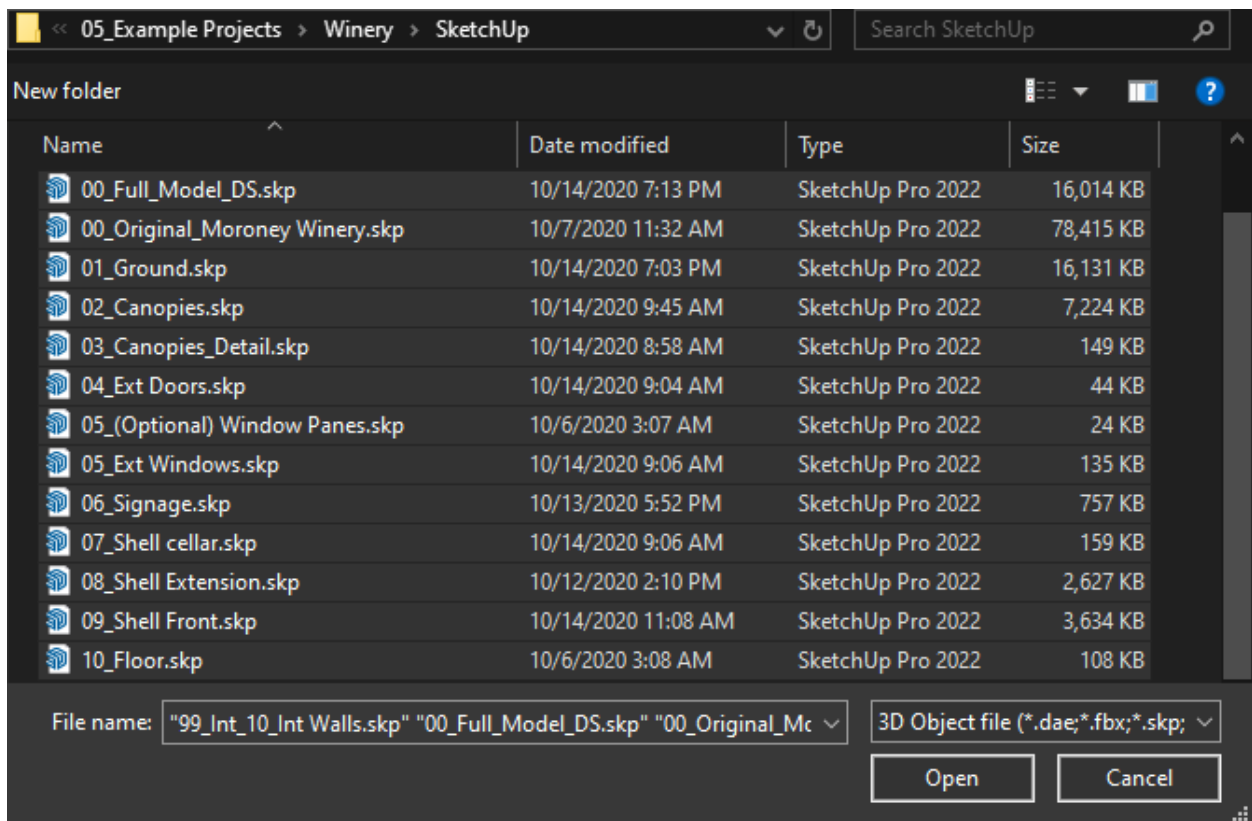 « 05_Example Projects > Winery > SketchUp Search SketchUp
New folder ?
Name Date modified Type Size
00_Full_Model_DS.skp 10/14/2020 7:13 PM SketchUp Pro 2022 16,014 KB
00_Original_Moroney Winery.skp 10/7/2020 11:32 AM SketchUp Pro 2022 78,415 KB
01_Ground.skp 10/14/2020 7:03 PM SketchUp Pro 2022 16,131 KB
02_Canopies.skp 10/14/2020 9:45 AM SketchUp Pro 2022 7,224 KB
03_Canopies_Detail.skp 10/14/2020 8:58 AM SketchUp Pro 2022 149 KB
04_Ext Doors.skp 10/14/2020 9:04 AM SketchUp Pro 2022 44 KB
05_(Optional) Window Panes.skp 10/6/2020 3:07 AM SketchUp Pro 2022 24 KB
05_Ext Windows.skp 10/14/2020 9:06 AM SketchUp Pro 2022 135 KB
06_Signage.skp 10/13/2020 5:52 PM SketchUp Pro 2022 757 KB
07_Shell cellar.skp 10/14/2020 9:06 AM SketchUp Pro 2022 159 KB
08_Shell Extension.skp 10/12/2020 2:10 PM SketchUp Pro 2022 2,627 KB
09_Shell Front.skp 10/14/2020 11:08 AM SketchUp Pro 2022 3,634 KB
10_Floor.skp 10/6/2020 3:08 AM SketchUp Pro 2022 108 KB
File name: "99_Int_10_Int Walls.skp" "00_Full_Model_DS.skp" "00_Original_Mc 3D Object file (*.dae;*.fbx;*.skp;
Open Cancel